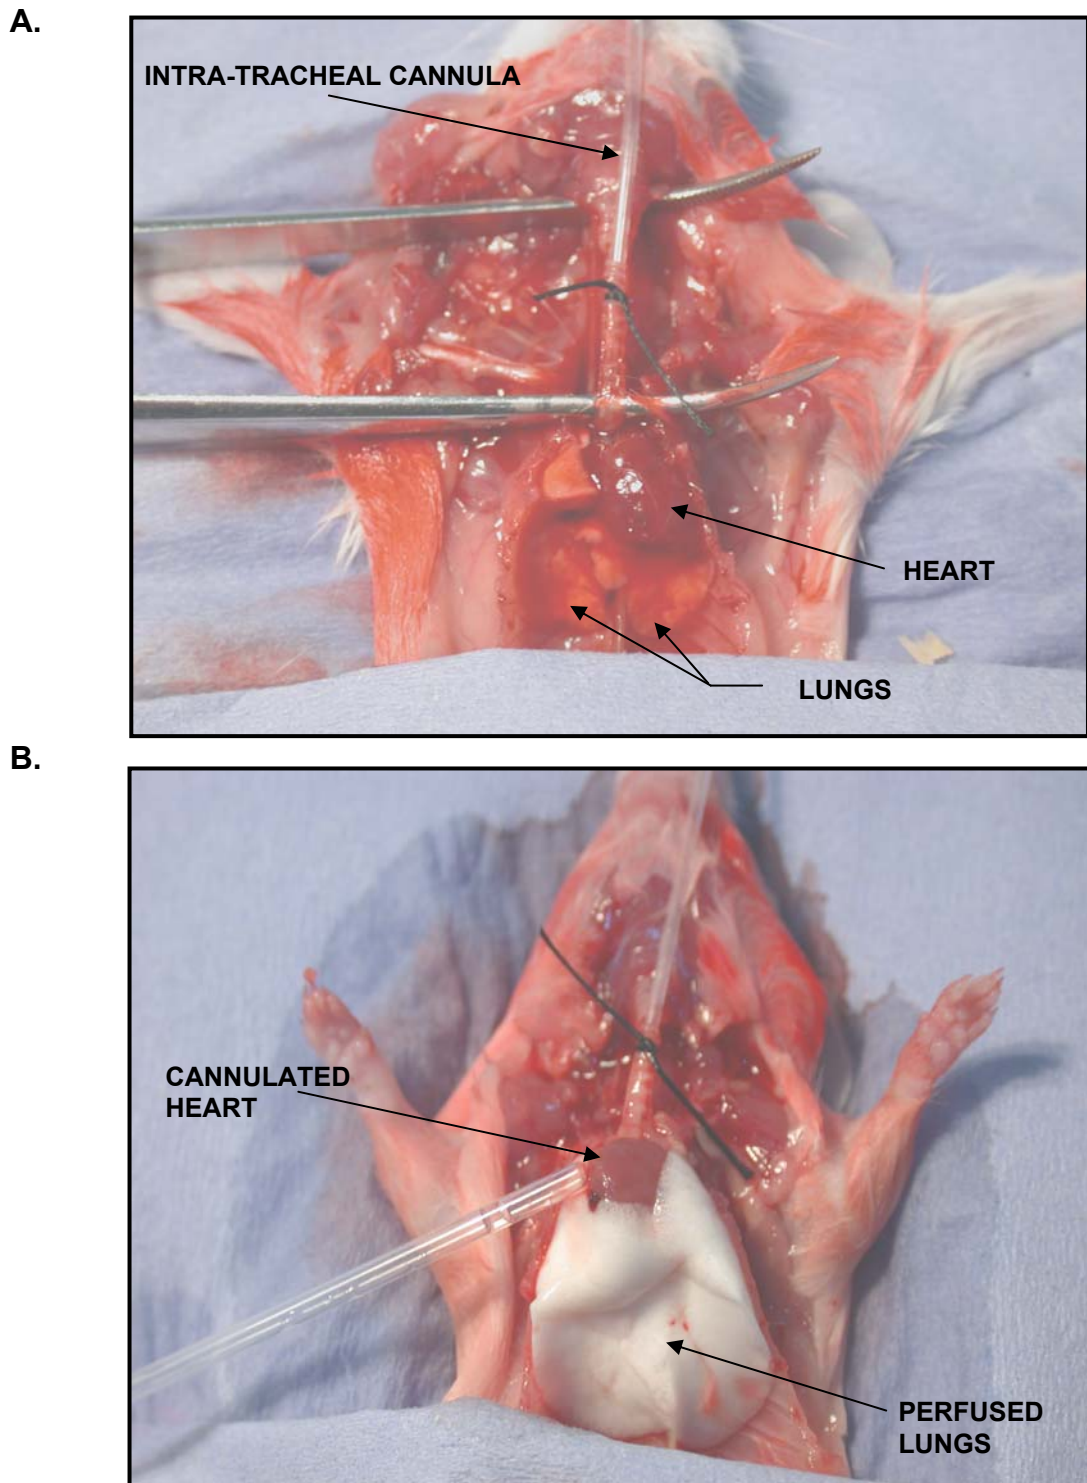 A.
INTRA-TRACHEAL CANNULA
HEART
LUNGS
B.
CANNULATED
HEART
PERFUSED
LUNGS